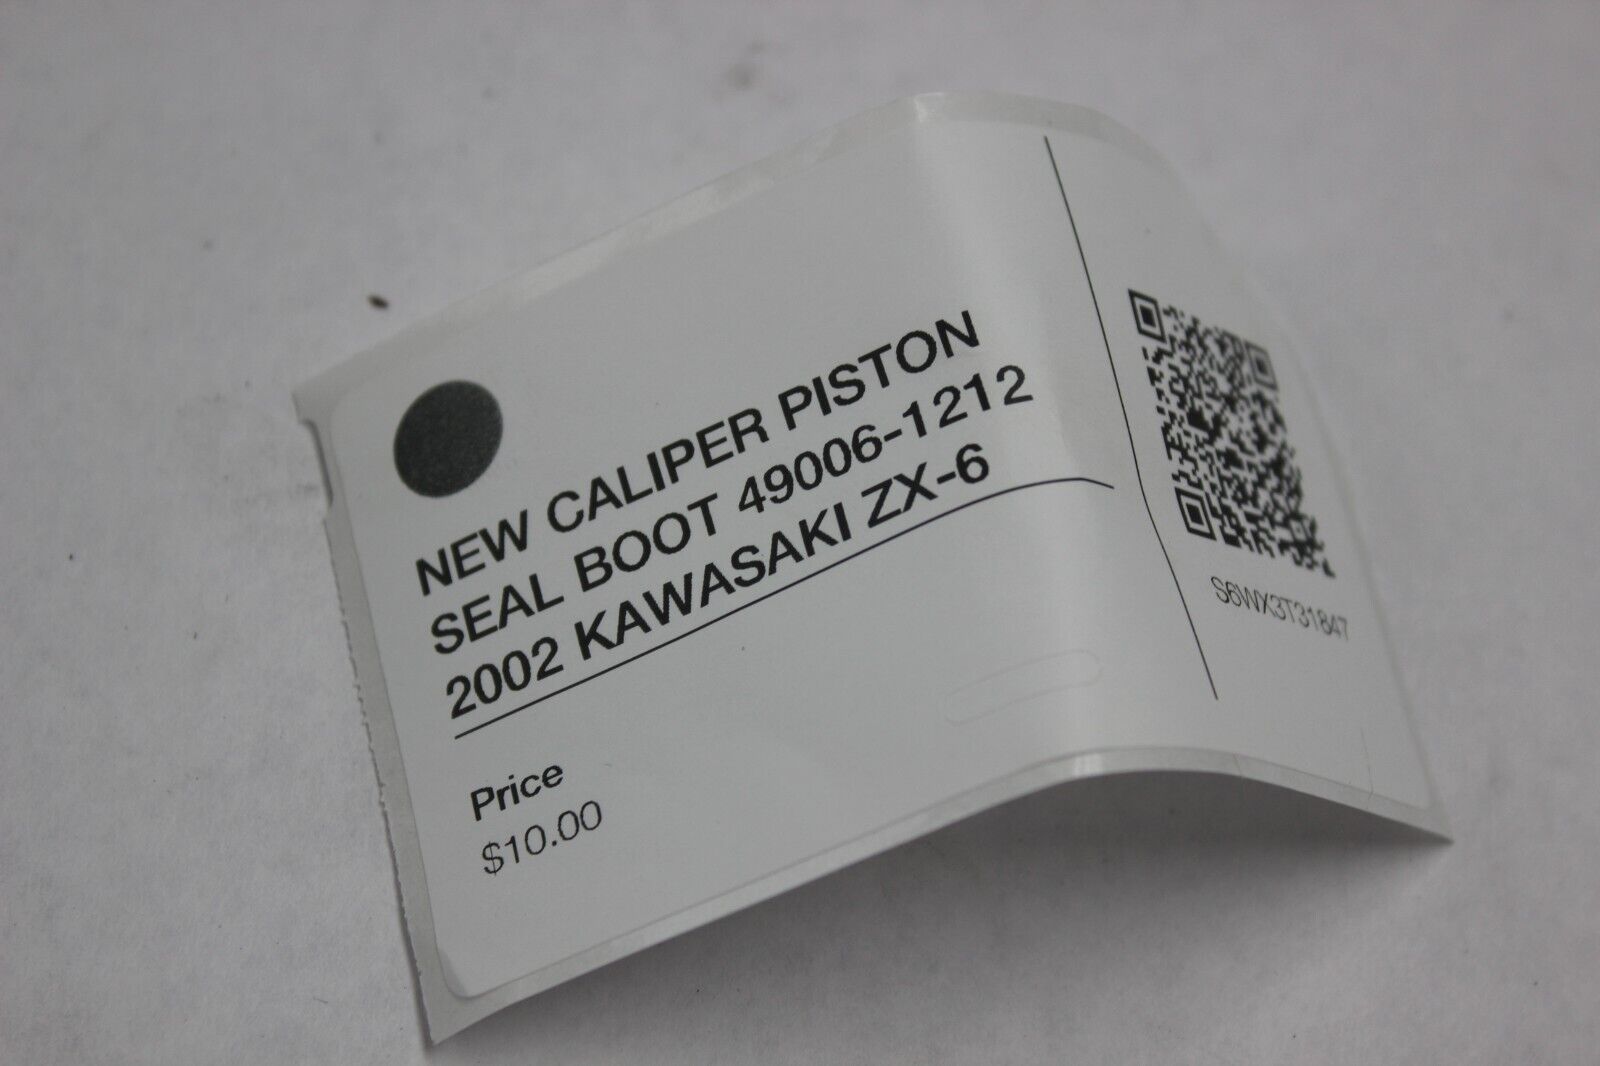 NEW CALIPER PISTON
SEAL BOOT 49006-1212
2002 KAWASAKI ZX-6
Price
$10.00
S6WX3T31847